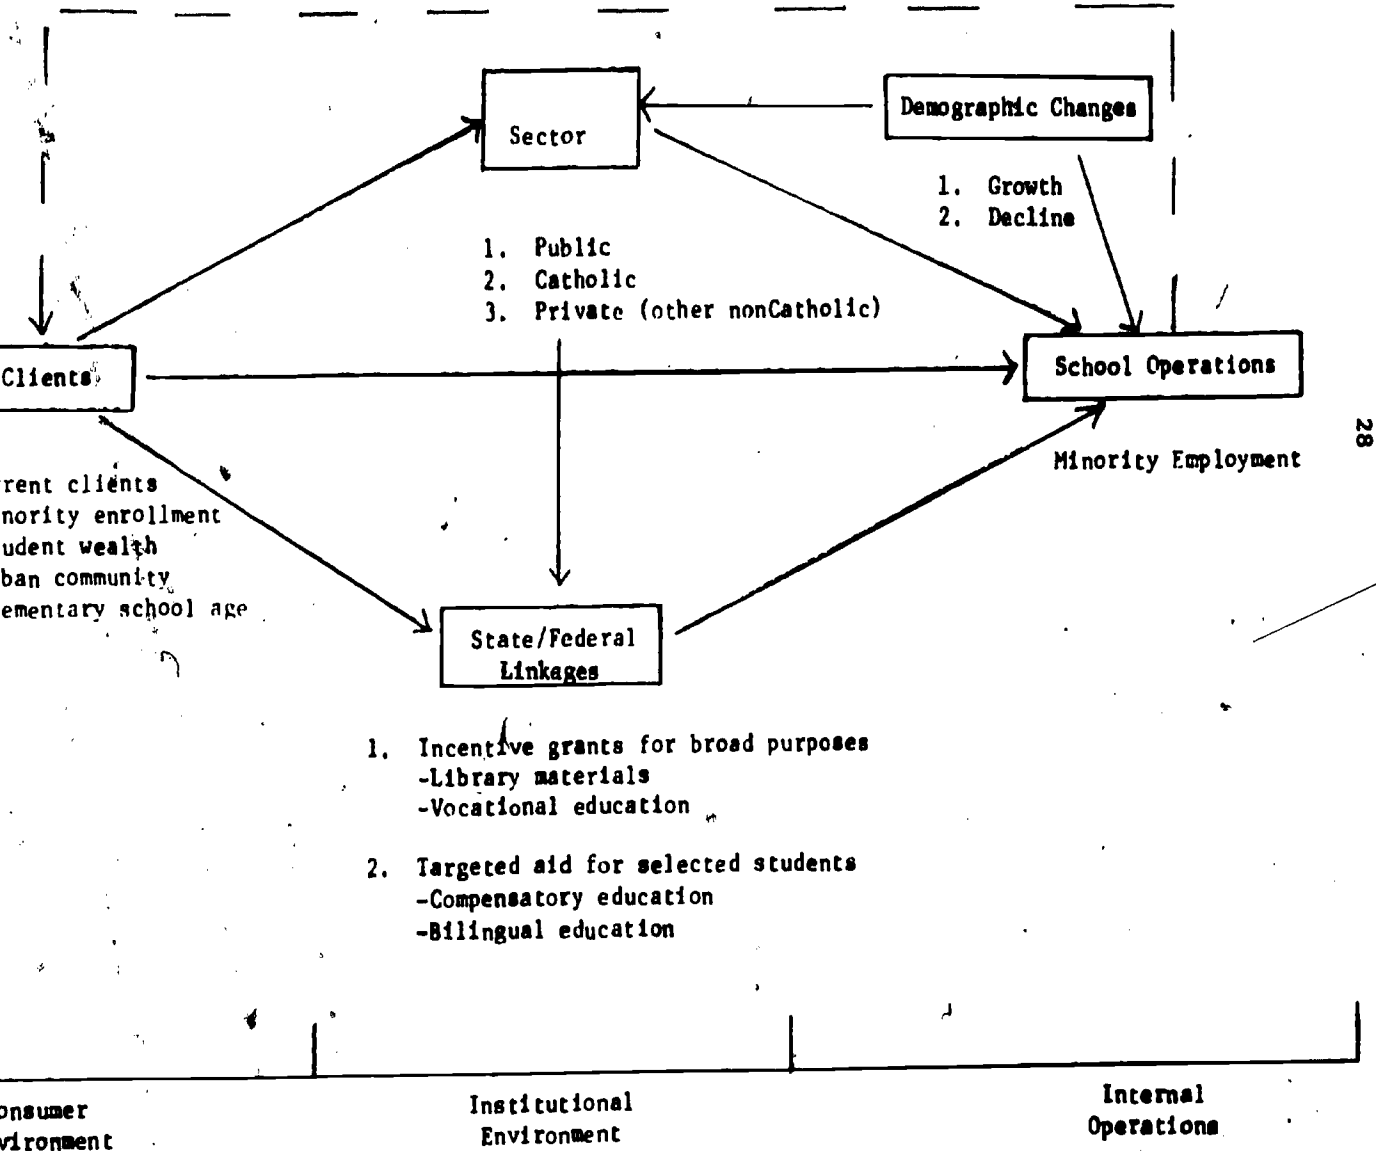 Sector
Demographic Changes
1. Growth
2. Decline
1. Public
2. Catholic
3. Private (other nonCatholic)
Clients
School Operations
28
Minority Employment
rrent clients
nority enrollment
udent wealth
ban community
ementary school age
State/Federal
Linkages
1. Incentive grants for broad purposes
-Library materials
-Vocational education
2. Targeted aid for selected students
-Compensatory education
-Bilingual education
onsumer
vironment
Institutional
Environment
Internal
Operations